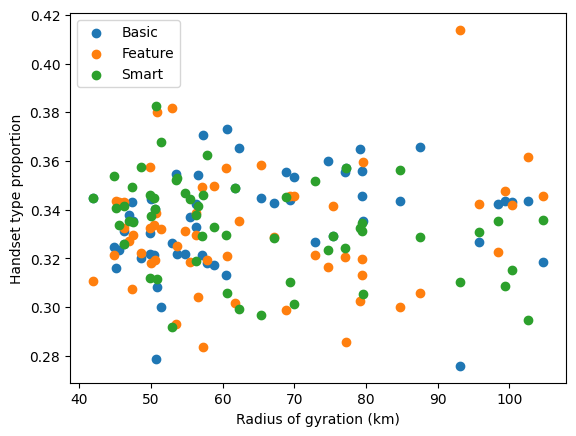 Basic
Feature
Smart
0.42
0.40
0.38
0.36
0.34
0.32
0.30
0.28
Handset type proportion
40 50 60 70 80 90 100
Radius of gyration (km)